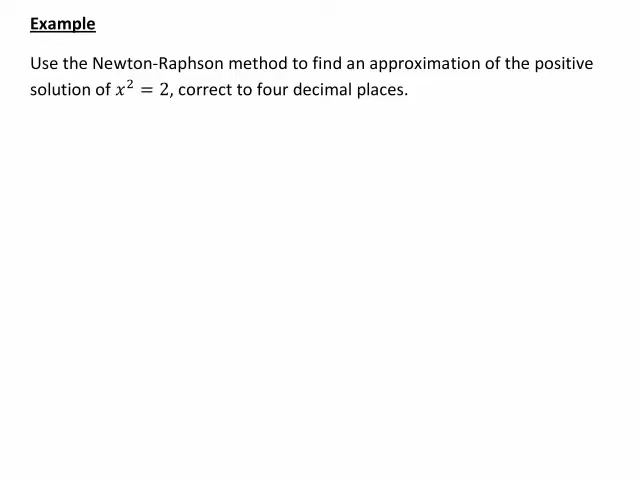 Example
Use the Newton-Raphson method to find an approximation of the positive
solution of x² = 2, correct to four decimal places.